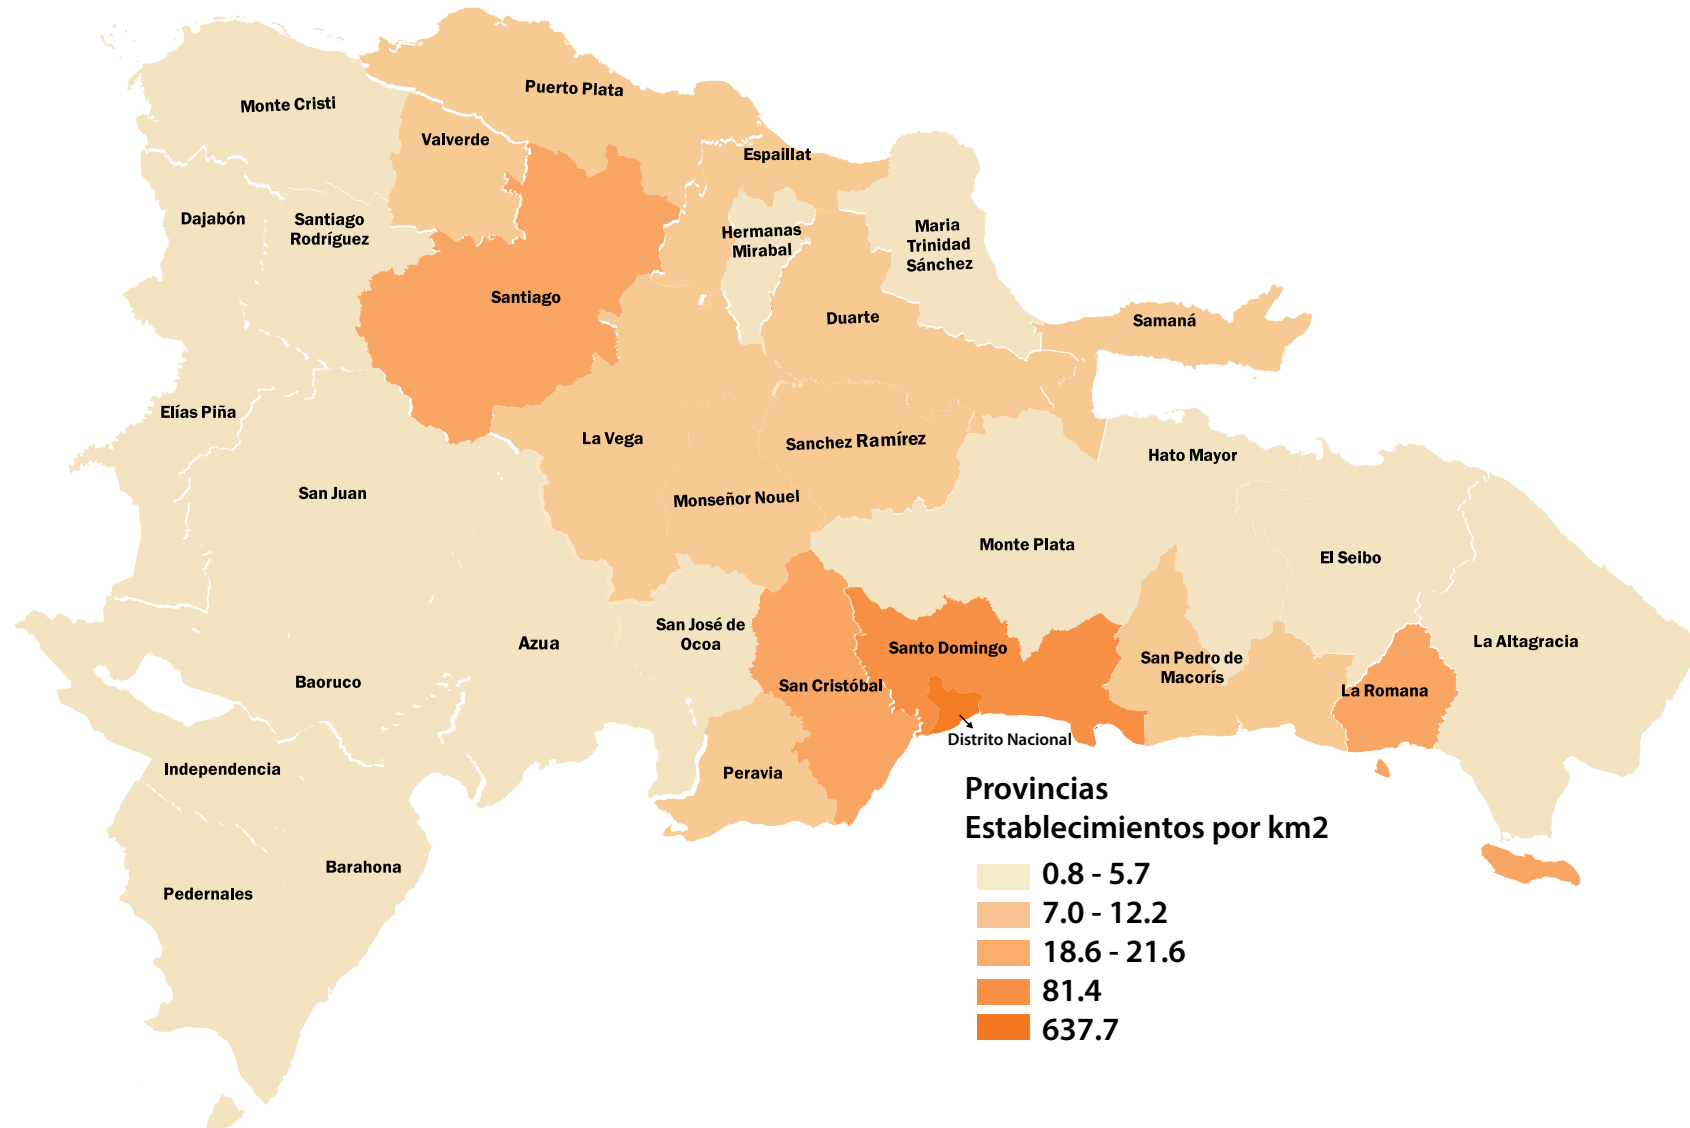 Puerto Plata
Monte Cristi
Valverde
Espaillat
Dajabón
Santiago
Rodríguez
Hermanas
Mirabal
Maria
Trinidad
Sánchez
Santiago
Duarte
Samaná
Elías Piña
La Vega
Sanchez Ramírez
Hato Mayor
San Juan
Monseñor Nouel
Monte Plata
El Seibo
Azua
San José de
Ocoa
Santo Domingo
San Pedro de
Macorís
La Altagracia
Baoruco
San Cristóbal
La Romana
Distrito Nacional
Independencia
Peravia
Barahona
Pedernales
Provincias
Establecimientos por km2
0.8 - 5.7
7.0 - 12.2
18.6 - 21.6
81.4
637.7